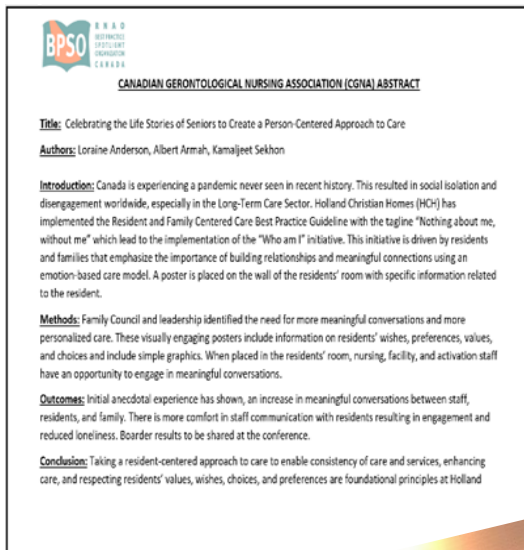 BPSO
RNAO
BEST PRACTICE
SPOTLIGHT
ORGANIZATION
CANADA
CANADIAN GERONTOLOGICAL NURSING ASSOCIATION (CGNA) ABSTRACT
Title: Celebrating the Life Stories of Seniors to Create a Person-Centered Approach to Care
Authors: Loraine Anderson, Albert Armah, Kamaljeet Sekhon
Introduction: Canada is experiencing a pandemic never seen in recent history. This resulted in social isolation and
disengagement worldwide, especially in the Long-Term Care Sector. Holland Christian Homes (HCH) has
implemented the Resident and Family Centered Care Best Practice Guideline with the tagline "Nothing about me,
without me" which lead to the implementation of the "Who am I" initiative. This initiative is driven by residents
and families that emphasize the importance of building relationships and meaningful connections using an
emotion-based care model. A poster is placed on the wall of the residents' room with specific information related
to the resident.
Methods: Family Council and leadership identified the need for more meaningful conversations and more
personalized care. These visually engaging posters include information on residents' wishes, preferences, values,
and choices and include simple graphics. When placed in the residents' room, nursing, facility, and activation staff
have an opportunity to engage in meaningful conversations.
Outcomes: Initial anecdotal experience has shown, an increase in meaningful conversations between staff,
residents, and family. There is more comfort in staff communication with residents resulting in engagement and
reduced loneliness. Boarder results to be shared at the conference.
Conclusion: Taking a resident-centered approach to care to enable consistency of care and services, enhancing
care, and respecting residents' values, wishes, choices, and preferences are foundational principles at Holland